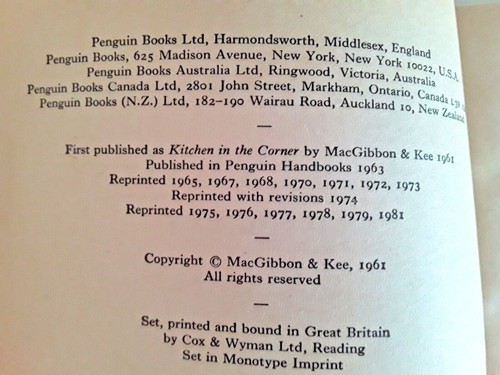 Penguin Books Ltd, Harmondsworth, Middlesex, England
Penguin Books, 625 Madison Avenue, New York, New York 10022, U.S.A.
Penguin Books Australia Ltd, Ringwood, Victoria, Australia
Penguin Books Canada Ltd, 2801 John Street, Markham, Ontario, Canada
Penguin Books (N.Z.) Ltd, 182–190 Wairau Road, Auckland 10, New Zealand
—
First published as Kitchen in the Corner by MacGibbon & Kee 1961
Published in Penguin Handbooks 1963
Reprinted 1965, 1967, 1968, 1970, 1971, 1972, 1973
Reprinted with revisions 1974
Reprinted 1975, 1976, 1977, 1978, 1979, 1981
—
Copyright © MacGibbon & Kee, 1961
All rights reserved
—
Set, printed and bound in Great Britain
by Cox & Wyman Ltd, Reading
Set in Monotype Imprint